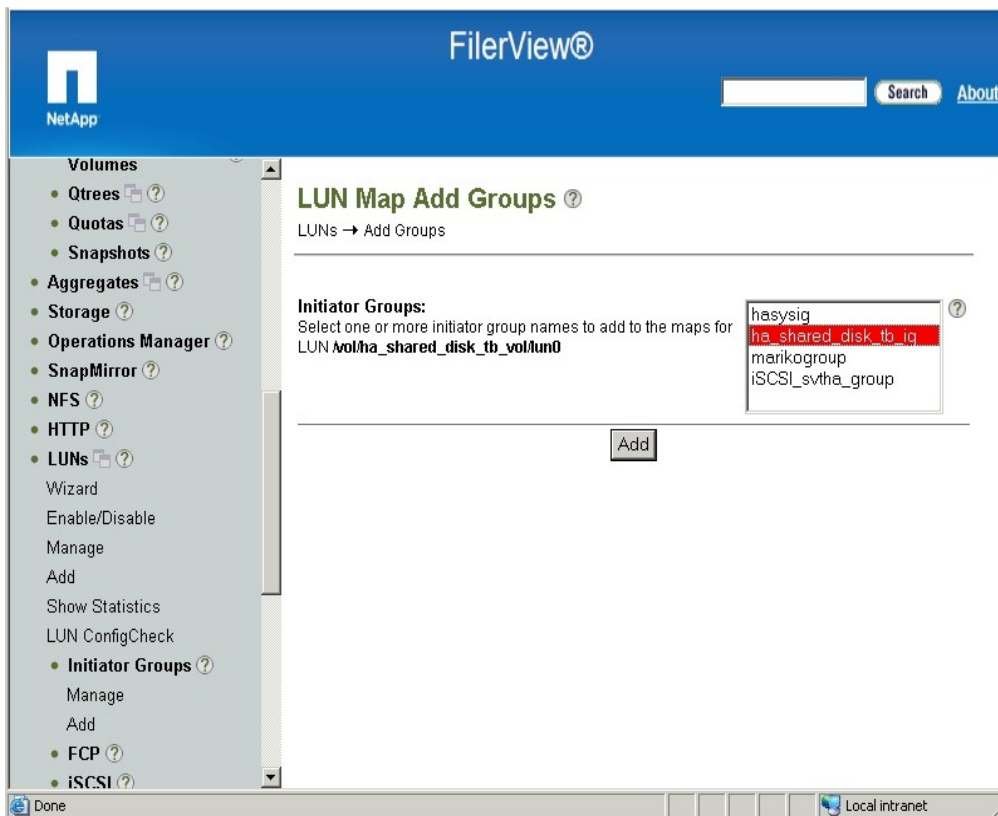 FilerView®
NetApp
Search
About
Volumes
Qtrees
Quotas
Snapshots
Aggregates
Storage
Operations Manager
SnapMirror
NFS
HTTP
LUNs
Wizard
Enable/Disable
Manage
Add
Show Statistics
LUN ConfigCheck
Initiator Groups
Manage
Add
FCP
iSCSI
LUN Map Add Groups
LUNs → Add Groups
Initiator Groups:
Select one or more initiator group names to add to the maps for
LUN /vol/ha_shared_disk_tb_vol/lun0
hasysig
ha_shared_disk_tb_ig
marikogroup
iSCSI_svtha_group
Add
Done
Local intranet